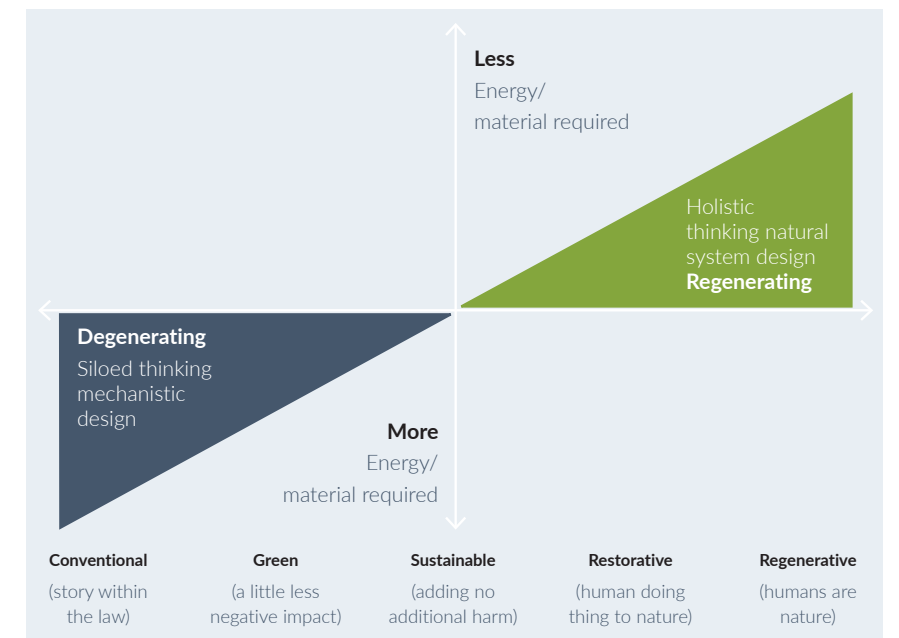 Less
Energy/
material required
Holistic
thinking natural
system design
Regenerating
Degenerating
Siloed thinking
mechanistic
design
More
Energy/
material required
Conventional
(story within
the law)
Green
(a little less
negative impact)
Sustainable
(adding no
additional harm)
Restorative
(human doing
thing to nature)
Regenerative
(humans are
nature)